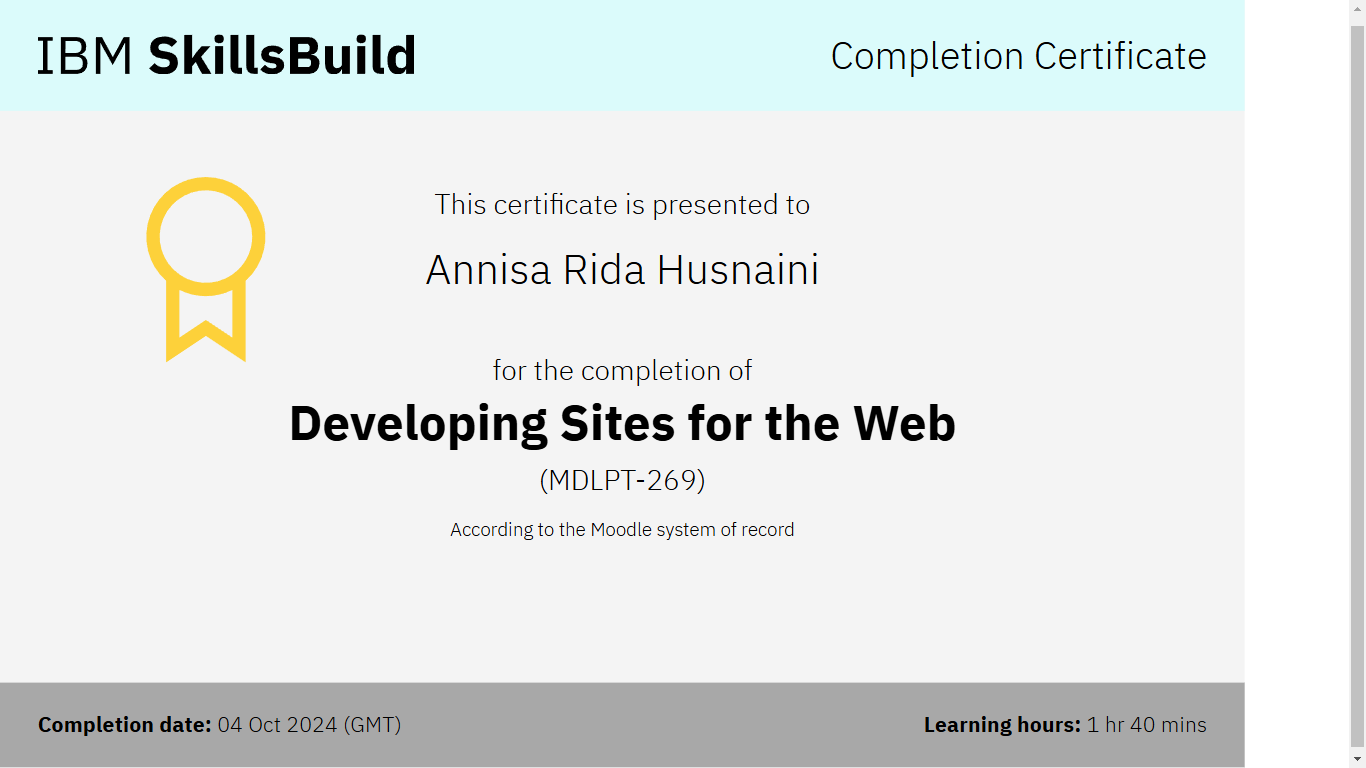 IBM SkillsBuild
Completion Certificate
This certificate is presented to
Annisa Rida Husnaini
for the completion of
Developing Sites for the Web
(MDLPT-269)
According to the Moodle system of record
Completion date: 04 Oct 2024 (GMT)
Learning hours: 1 hr 40 mins